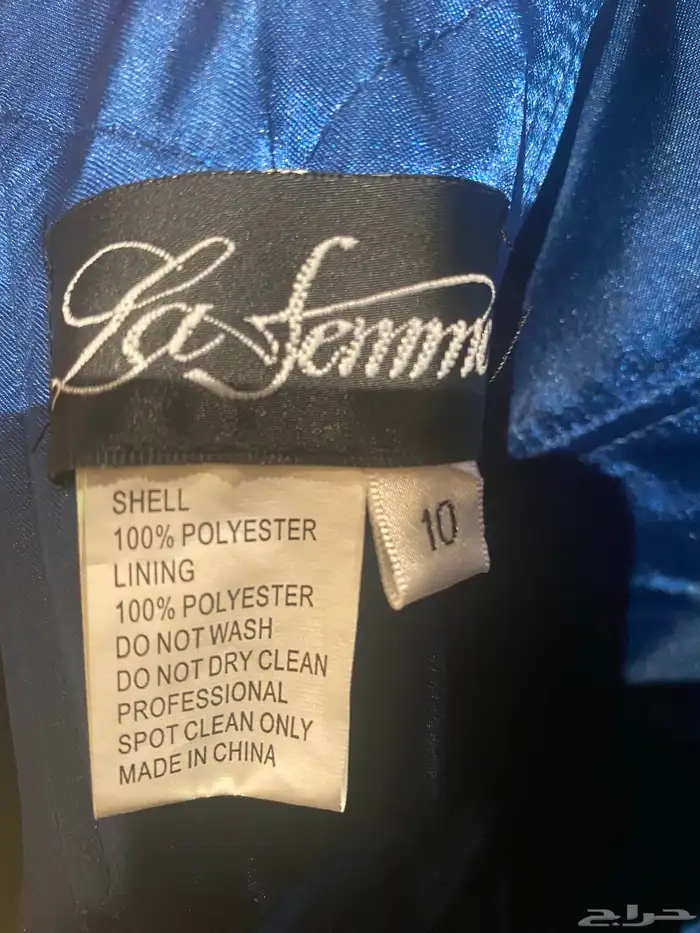 La Femme
10
SHELL
100% POLYESTER
LINING
100% POLYESTER
DO NOT WASH
DO NOT DRY CLEAN
PROFESSIONAL
SPOT CLEAN ONLY
MADE IN CHINA
حراج